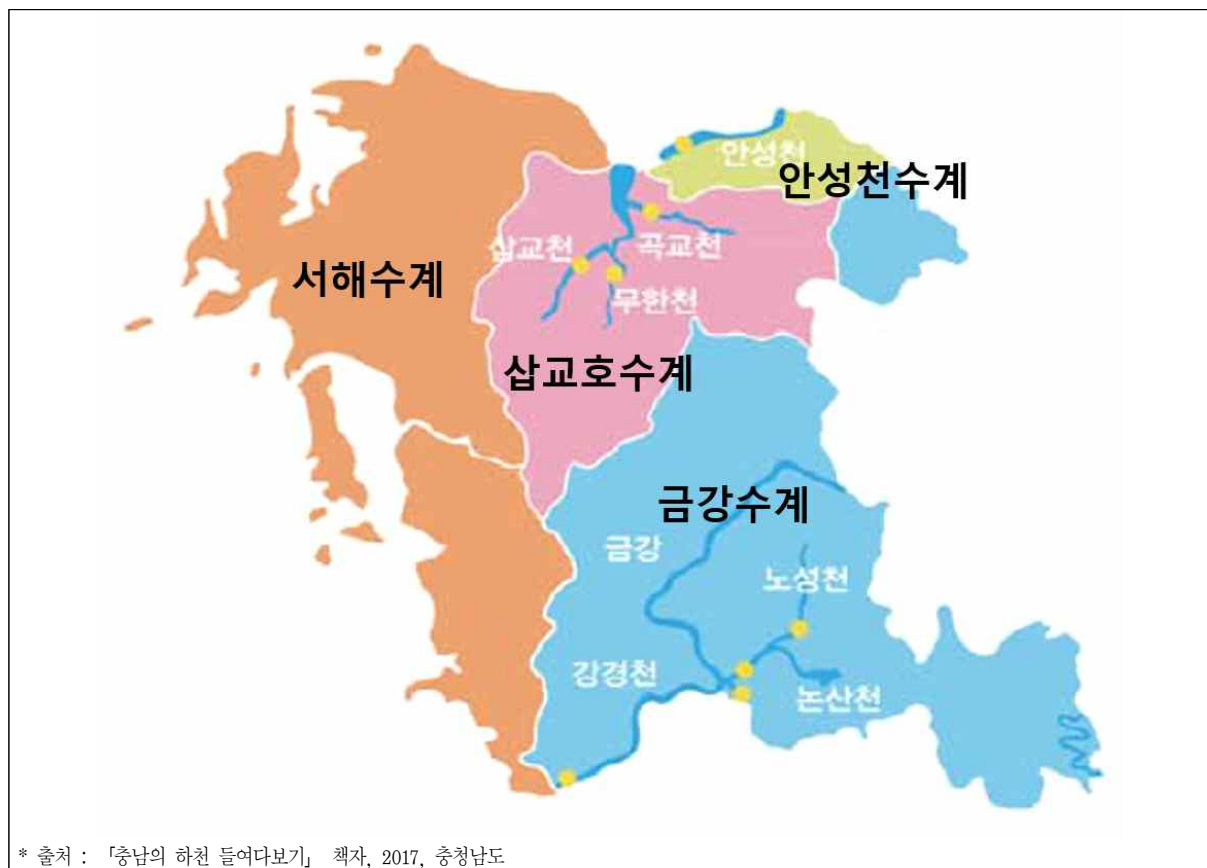 안성천
안성천수계
삽교천
곡교천
서해수계
무한천
삽교호수계
금강수계
금강
노성천
강경천
논산천
* 출처 : 「충남의 하천 들여다보기」 책자, 2017, 충청남도